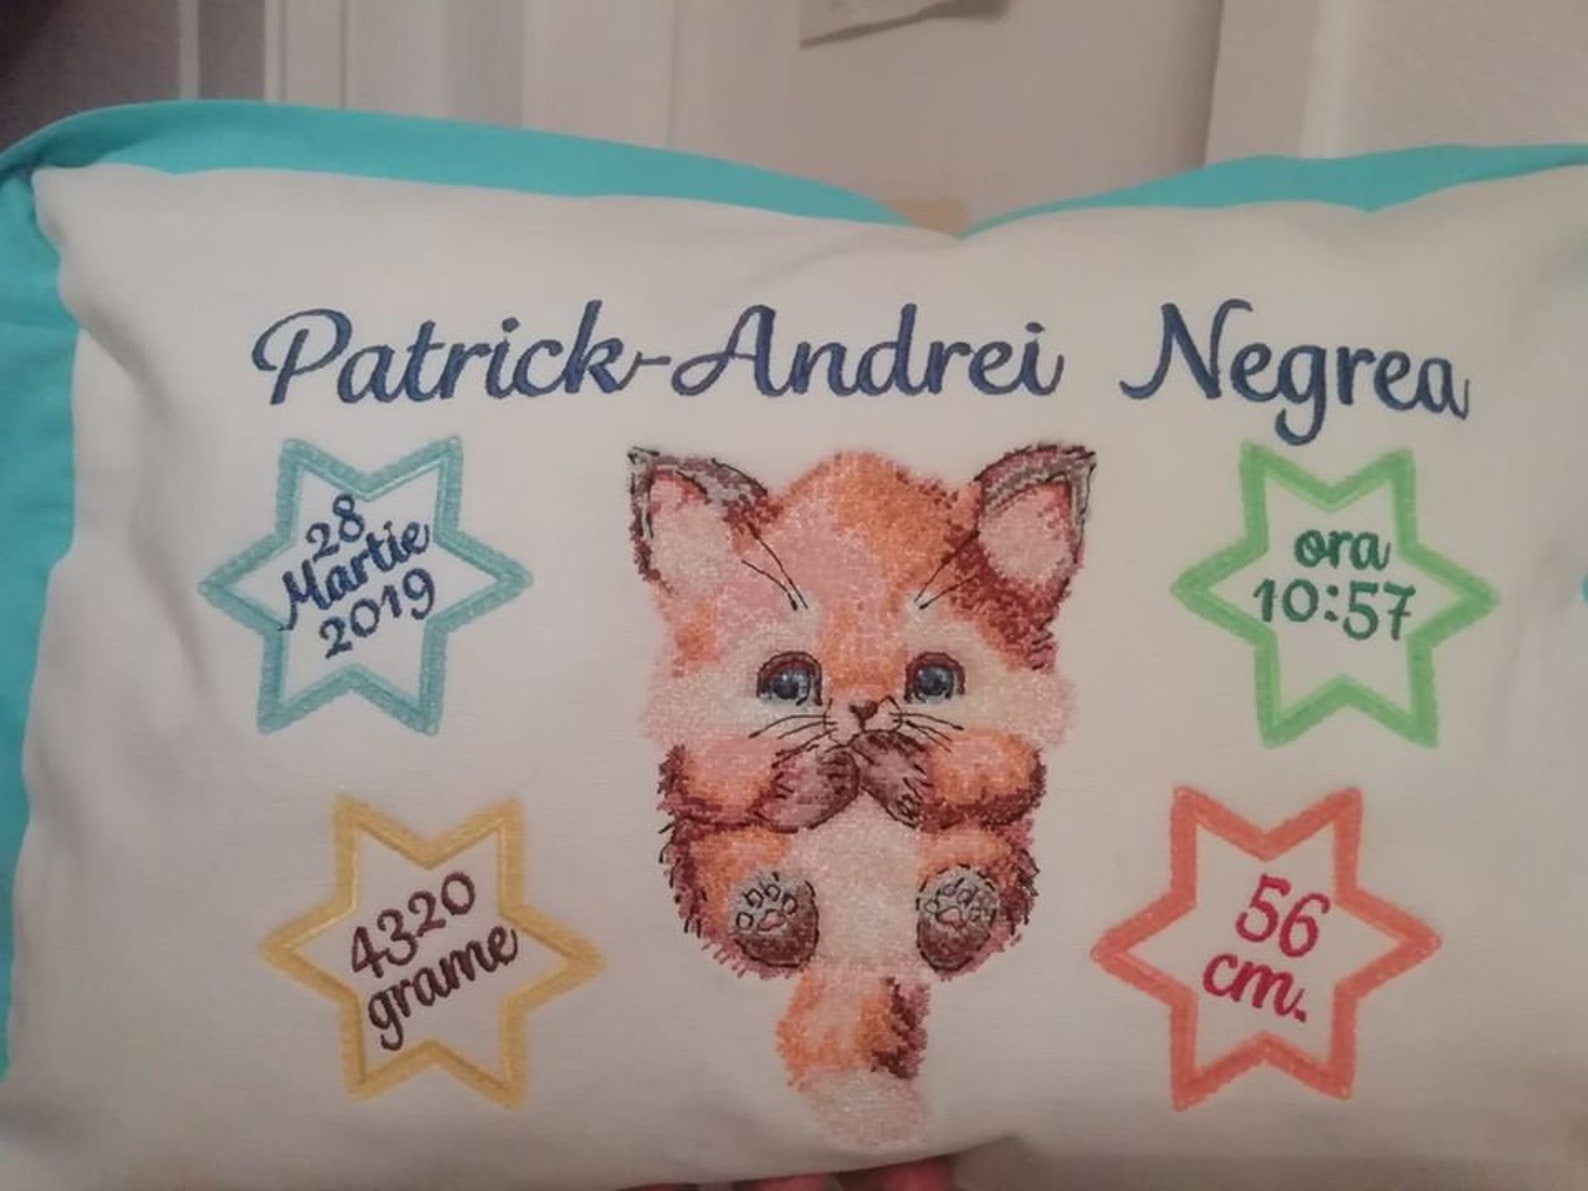 Patrick-Andrei Negrea
28
Martie
2019
ora
10:57
4320
grame
56
cm.